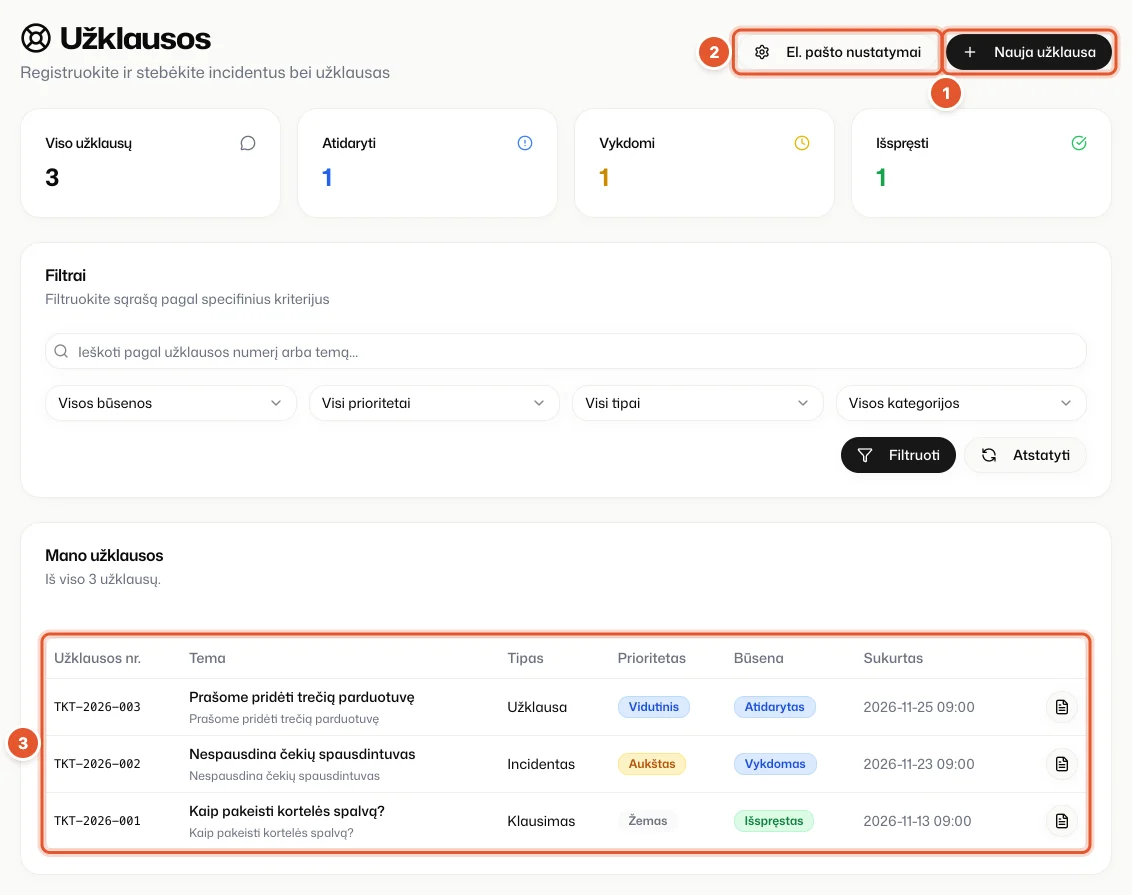 Užklausos
Registruokite ir stebėkite incidentus bei užklausas
2
El. pašto nustatymai
Nauja užklausa
1
Viso užklausų
3
Atidaryti
1
Vykdomi
1
Išspręsti
1
Filtrai
Filtruokite sąrašą pagal specifinius kriterijus
Ieškoti pagal užklausos numerį arba temą...
Visos būsenos
Visi prioritetai
Visi tipai
Visos kategorijos
Filtruoti
Atstatyti
Mano užklausos
Iš viso 3 užklausų.
Užklausos nr. Tema Tipas Prioritetas Būsena Sukurtas
TKT-2026-003 Prašome pridėti trečią parduotuvę Užklausa Vidutinis Atidarytas 2026-11-25 09:00
Prašome pridėti trečią parduotuvę
3
TKT-2026-002 Nespausdina čekių spausdintuvas Incidentas Aukštas Vykdomas 2026-11-23 09:00
Nespausdina čekių spausdintuvas
TKT-2026-001 Kaip pakeisti kortelės spalvą? Klausimas Žemas Išspręstas 2026-11-13 09:00
Kaip pakeisti kortelės spalvą?